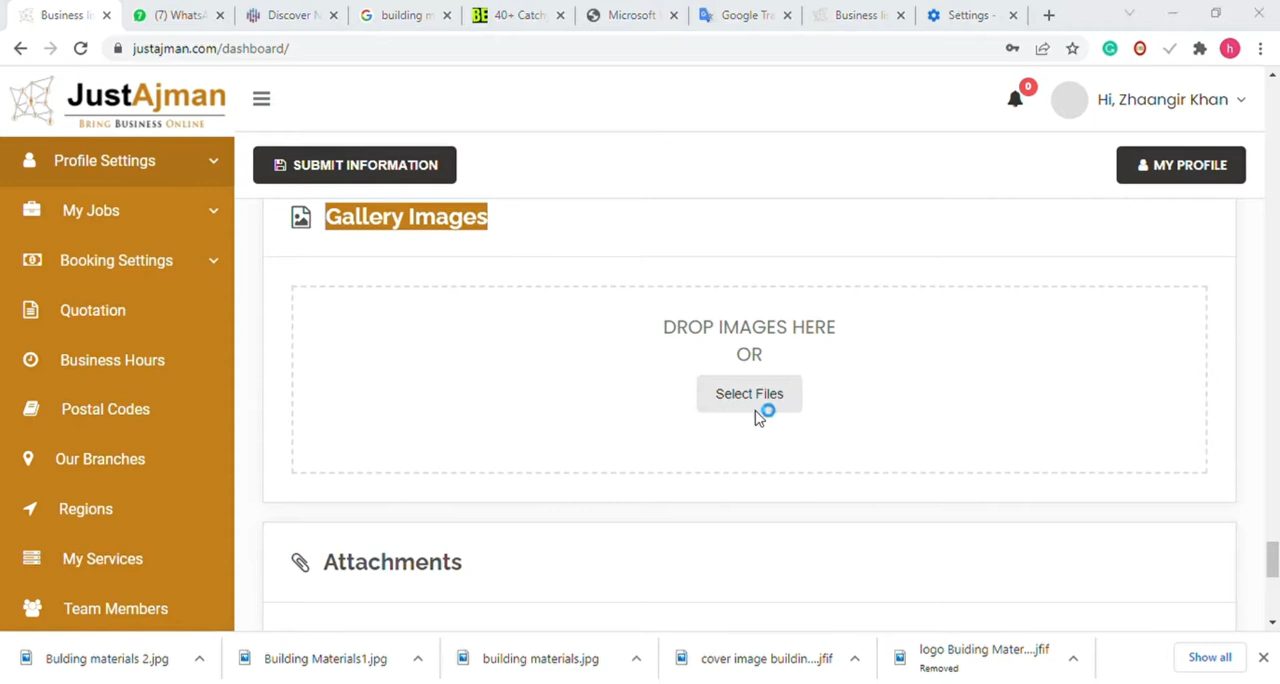 Business li
(7) WhatsA
Discover N
building m
BE 40+ Catch
Microsoft
Google Tra
Business li
Settings -
justajman.com/dashboard/
h
JustAjman
BRING BUSINESS ONLINE
0
Hi, Zhaangir Khan
SUBMIT INFORMATION
MY PROFILE
Profile Settings
My Jobs
Booking Settings
Quotation
Business Hours
Postal Codes
Our Branches
Regions
My Services
Team Members
Gallery Images
DROP IMAGES HERE
OR
Select Files
Attachments
Bulding materials 2.jpg
Building Materials1.jpg
building materials.jpg
cover image buildin....jfif
logo Buiding Mater....jfif
Removed
Show all